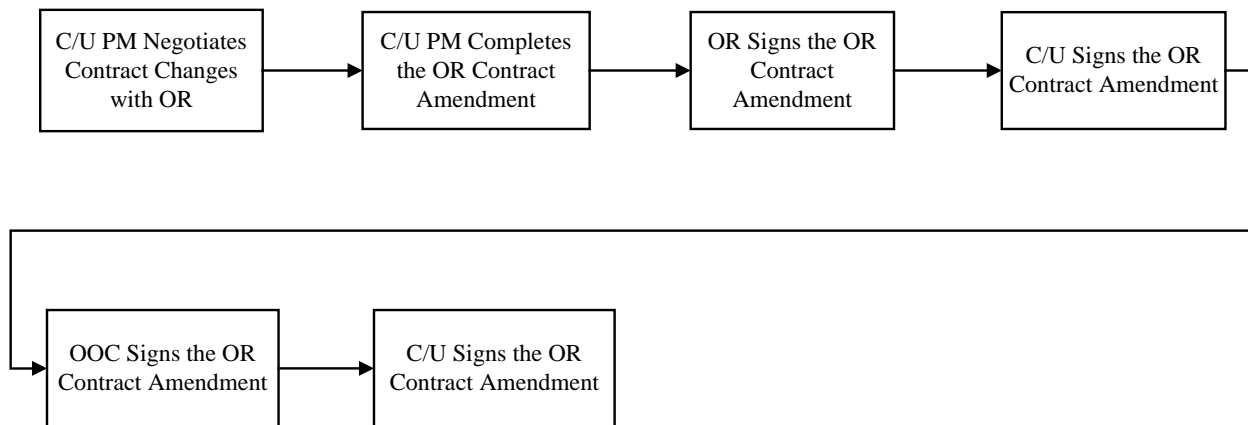 C/U PM Negotiates
Contract Changes
with OR
C/U PM Completes
the OR Contract
Amendment
OR Signs the OR
Contract
Amendment
C/U Signs the OR
Contract Amendment
OOC Signs the OR
Contract Amendment
C/U Signs the OR
Contract Amendment